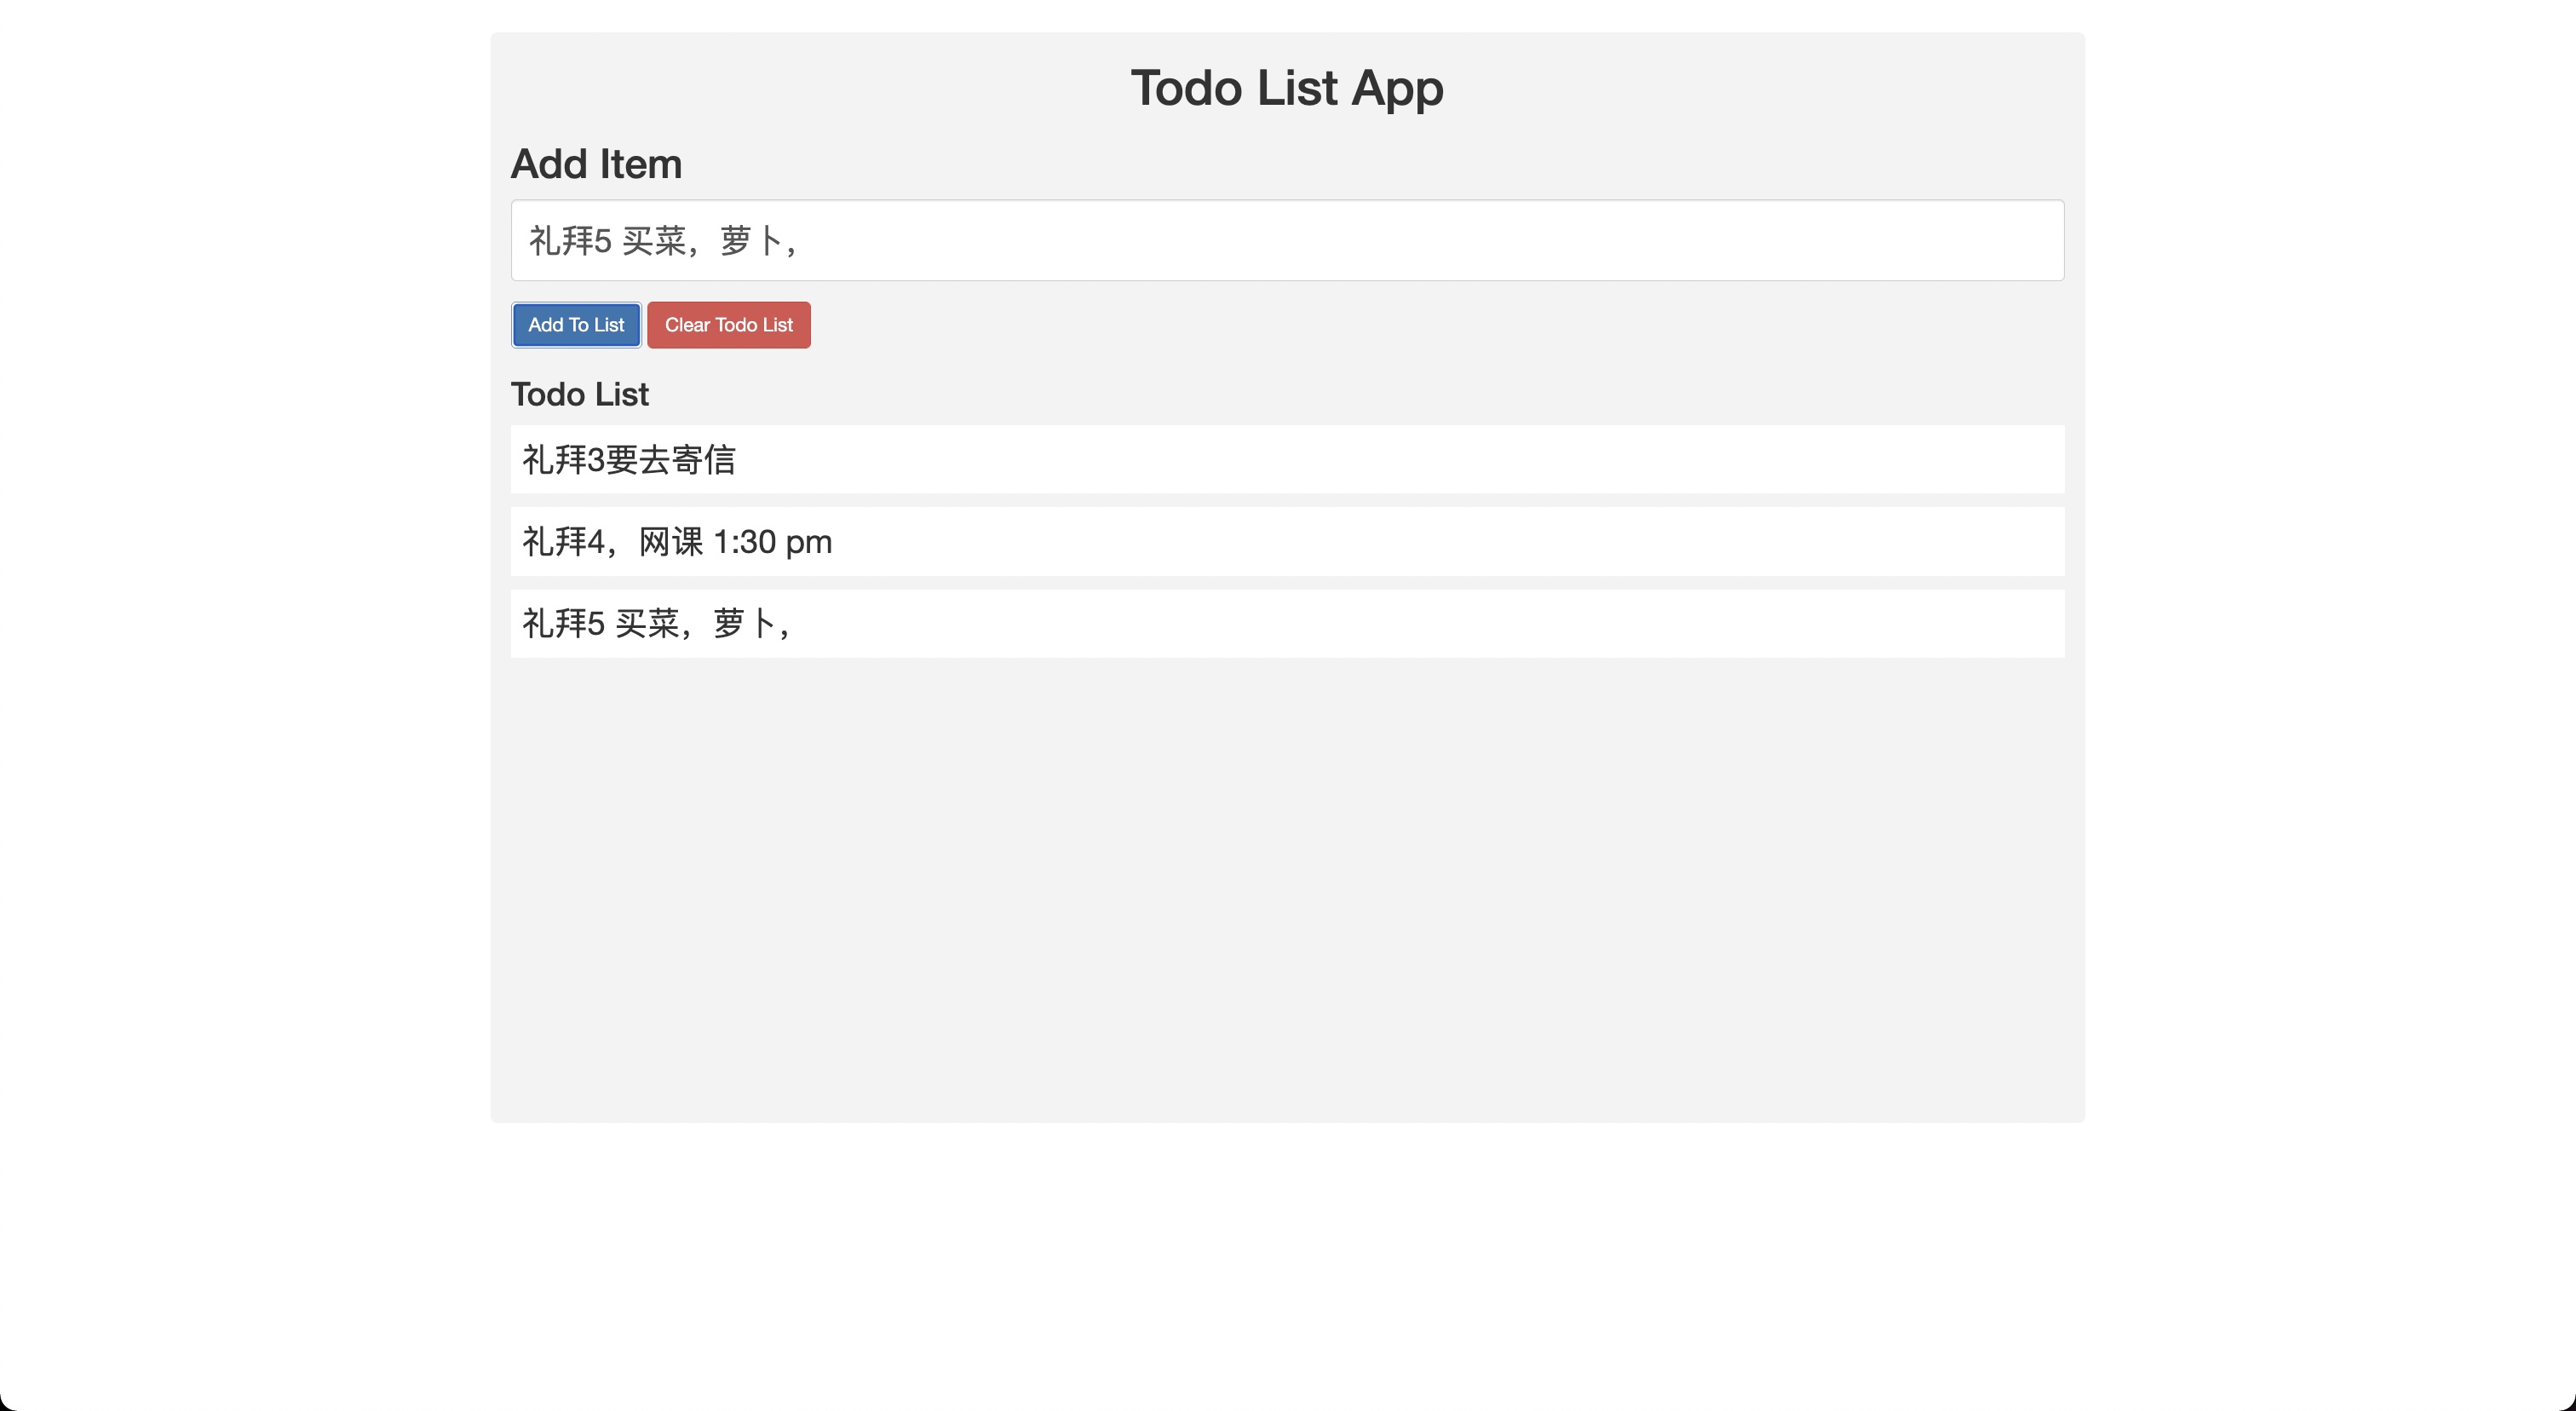 Todo List App
Add Item
礼拜5 买菜，萝卜，
Add To List Clear Todo List
Todo List
礼拜3要去寄信
礼拜4，网课 1:30 pm
礼拜5 买菜，萝卜，